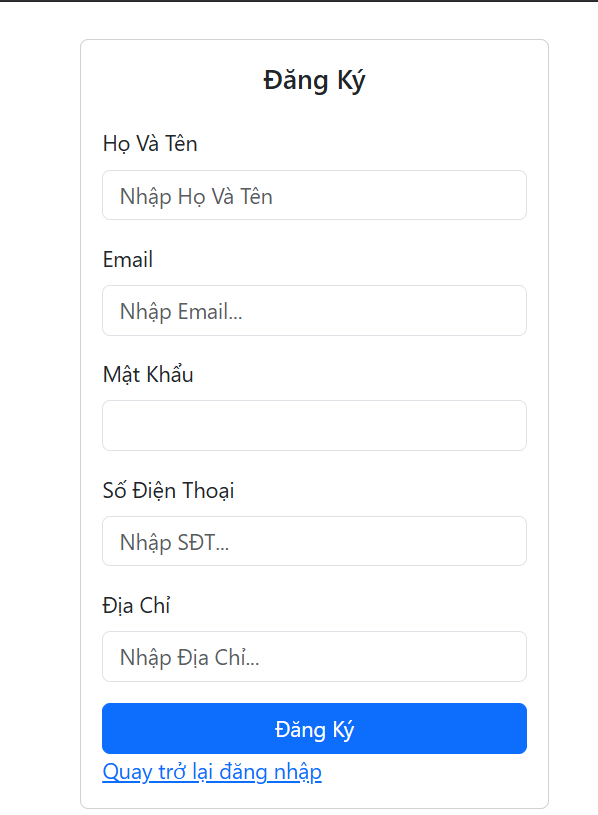 Đăng Ký
Họ Và Tên
Nhập Họ Và Tên
Email
Nhập Email...
Mật Khẩu
Số Điện Thoại
Nhập SĐT...
Địa Chỉ
Nhập Địa Chỉ...
Đăng Ký
Quay trở lại đăng nhập